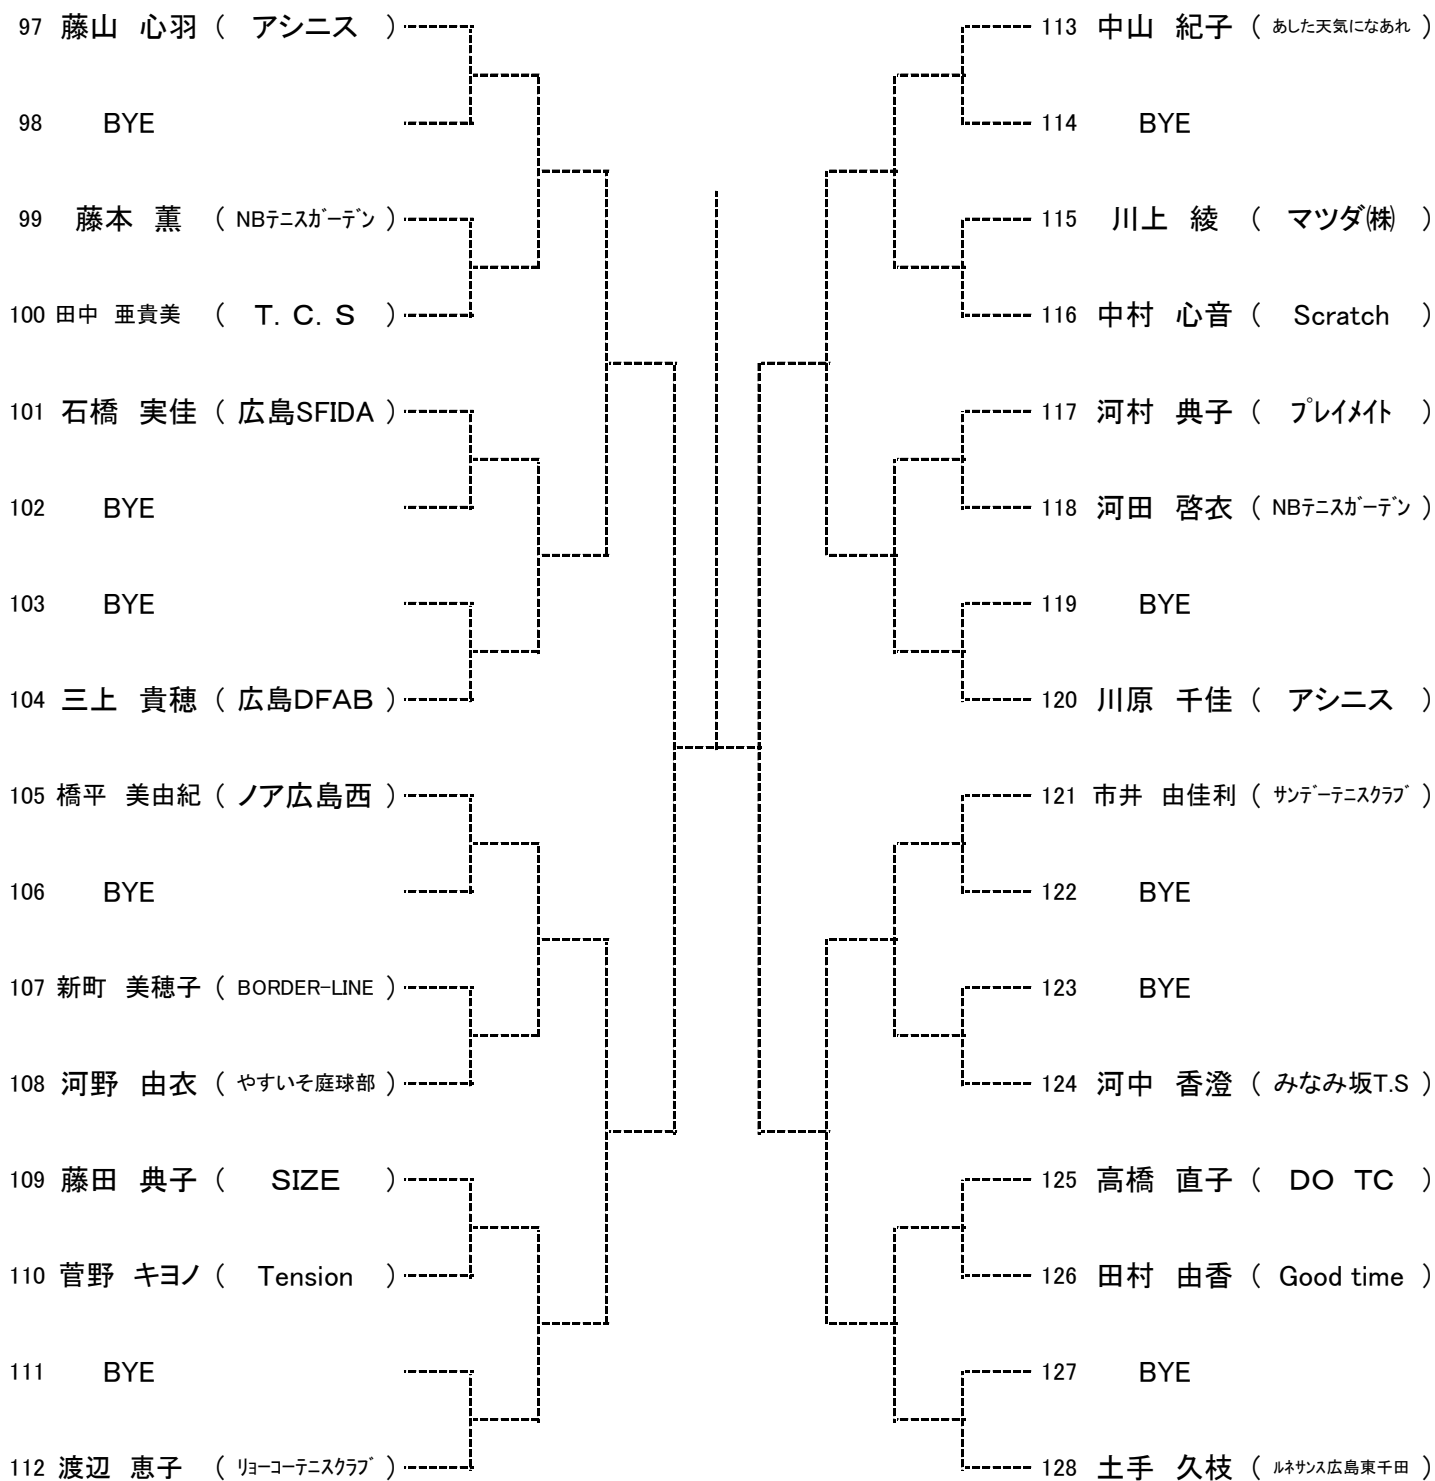 97 藤山 心羽 ( アシニス )
98 BYE
99 藤本 薫 ( NBテニスガーデン )
100 田中 亜貴美 ( T. C. S )
101 石橋 実佳 ( 広島SFIDA )
102 BYE
103 BYE
104 三上 貴穂 ( 広島DFAB )
105 橋平 美由紀 ( ノア広島西 )
106 BYE
107 新町 美穂子 ( BORDER-LINE )
108 河野 由衣 ( やすいそ庭球部 )
109 藤田 典子 ( SIZE )
110 菅野 キヨノ ( Tension )
111 BYE
112 渡辺 恵子 ( リョーコーテニスクラブ )
113 中山 紀子 ( あした天気になあれ )
114 BYE
115 川上 綾 ( マツダ㈱ )
116 中村 心音 ( Scratch )
117 河村 典子 ( プレイメイト )
118 河田 啓衣 ( NBテニスガーデン )
119 BYE
120 川原 千佳 ( アシニス )
121 市井 由佳利 ( サンデーテニスクラブ )
122 BYE
123 BYE
124 河中 香澄 ( みなみ坂T.S )
125 高橋 直子 ( DO TC )
126 田村 由香 ( Good time )
127 BYE
128 土手 久枝 ( ルネサンス広島東千田 )